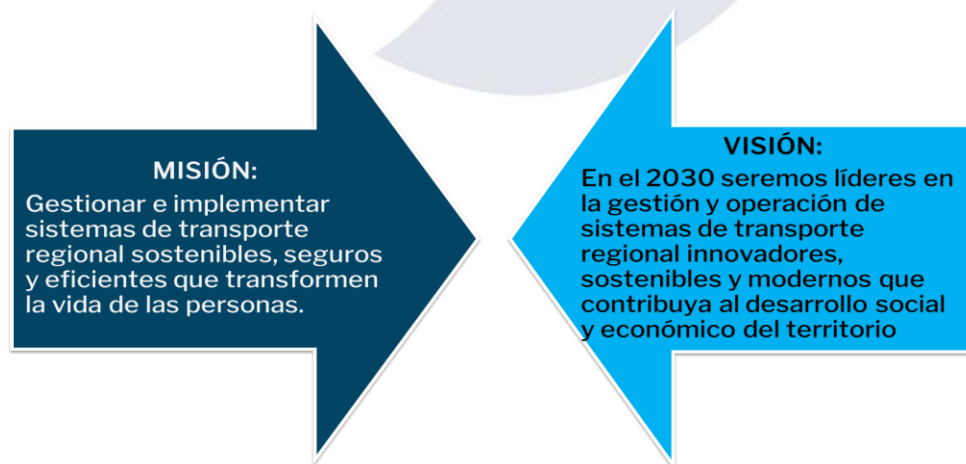 MISIÓN:
Gestionar e implementar
sistemas de transporte
regional sostenibles, seguros
y eficientes que transformen
la vida de las personas.
VISIÓN:
En el 2030 seremos líderes en
la gestión y operación de
sistemas de transporte
regional innovadores,
sostenibles y modernos que
contribuya al desarrollo social
y económico del territorio